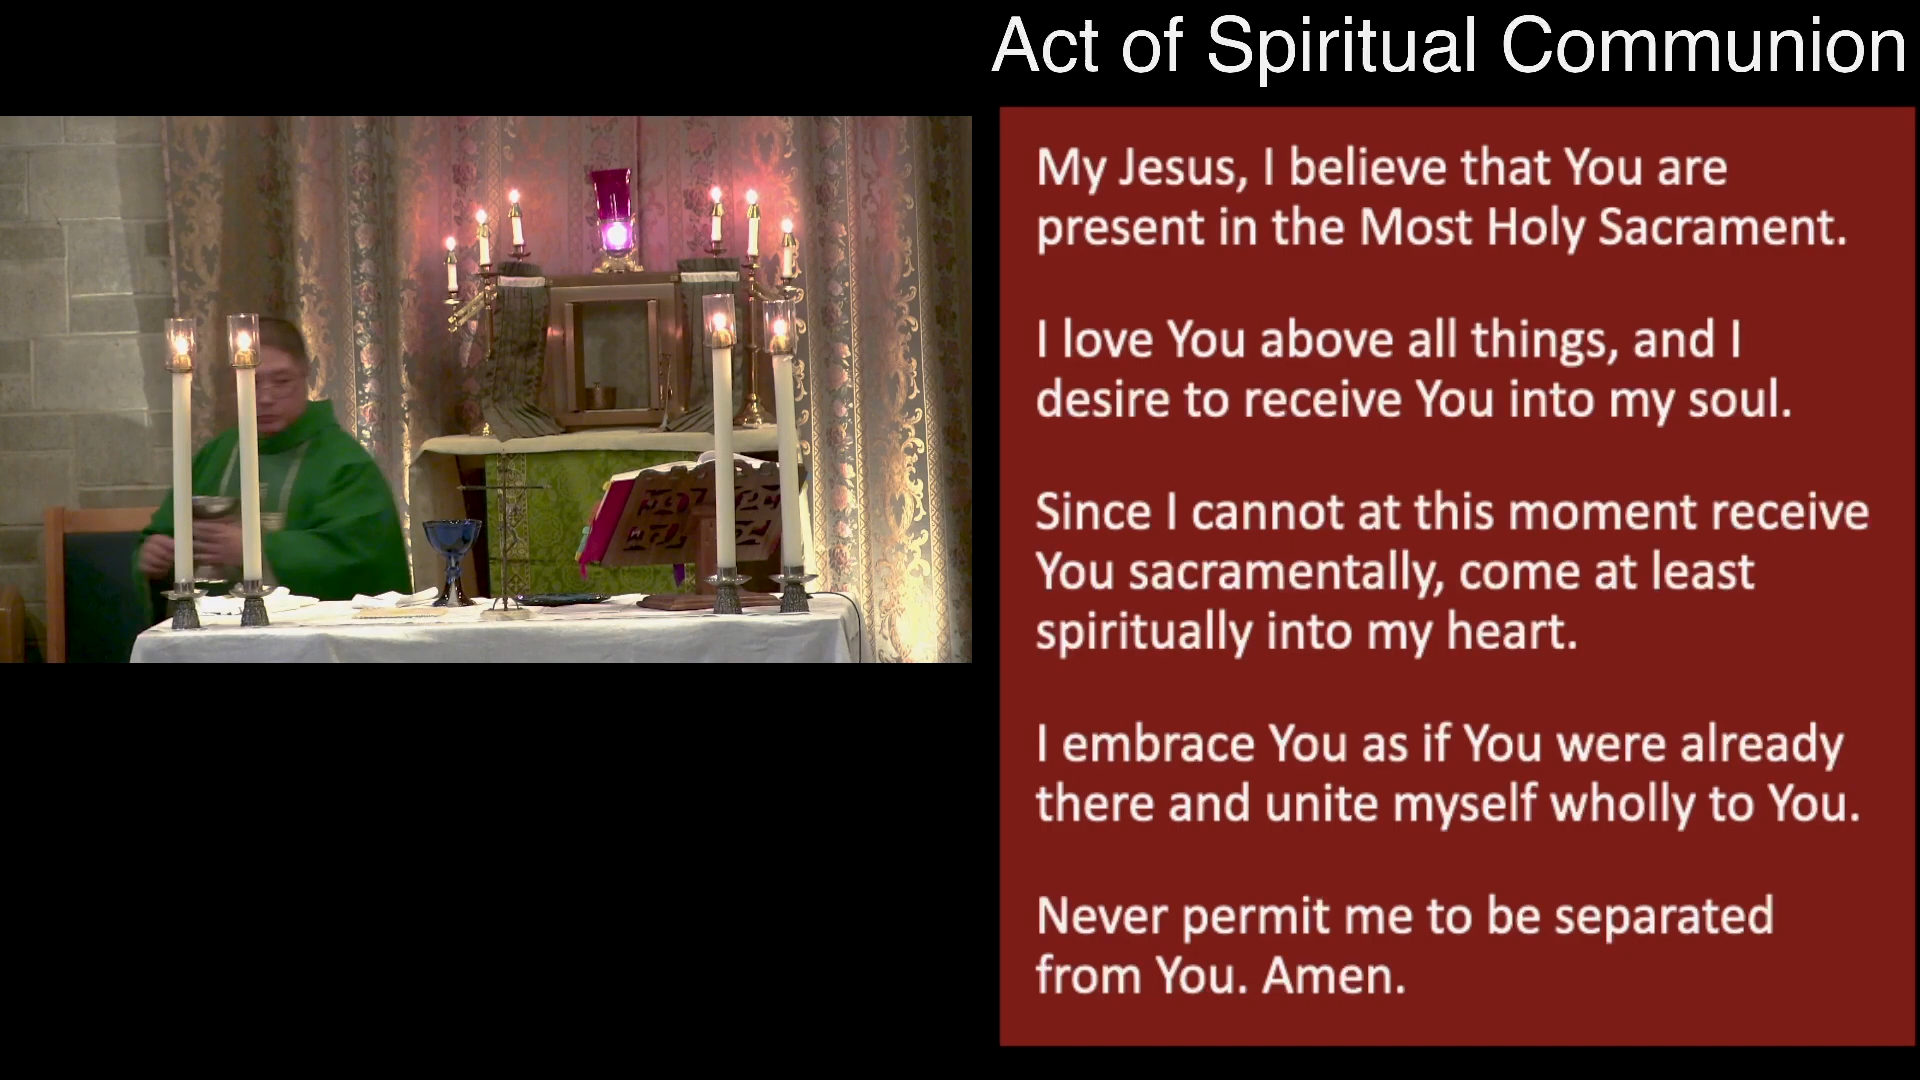 Act of Spiritual Communion
My Jesus, I believe that You are
present in the Most Holy Sacrament.
I love You above all things, and I
desire to receive You into my soul.
Since I cannot at this moment receive
You sacramentally, come at least
spiritually into my heart.
I embrace You as if You were already
there and unite myself wholly to You.
Never permit me to be separated
from You. Amen.